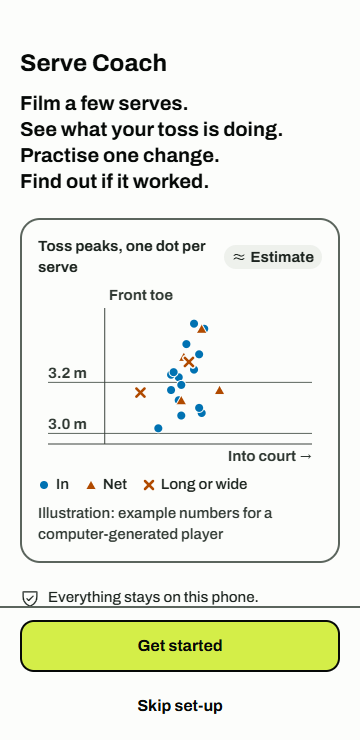 Serve Coach
Film a few serves.
See what your toss is doing.
Practise one change.
Find out if it worked.
Toss peaks, one dot per
serve
≈ Estimate
Front toe
3.2 m
3.0 m
Into court →
In
Net
Long or wide
Illustration: example numbers for a
computer-generated player
Everything stays on this phone.
Get started
Skip set-up